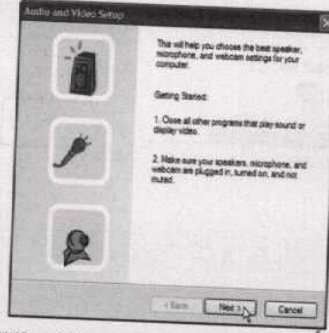 Audio and Video Setup
This will help you choose the best speaker,
microphone, and webcam settings for your
computer.
Getting Started:
1. Close all other programs that play sound or
display video.
2. Make sure your speakers, microphone, and
webcam are plugged in, turned on, and not
muted.
< Back
Next >
Cancel